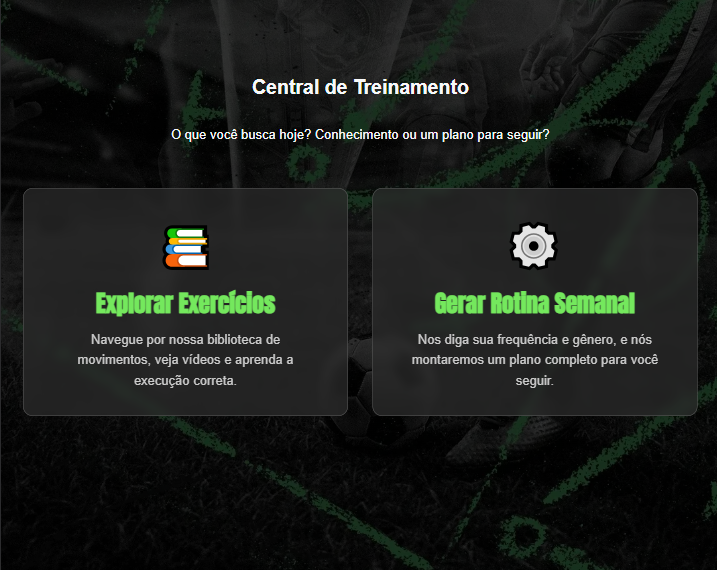 Central de Treinamento
O que você busca hoje? Conhecimento ou um plano para seguir?
Explorar Exercícios
Navegue por nossa biblioteca de
movimentos, veja vídeos e aprenda a
execução correta.
Gerar Rotina Semanal
Nos diga sua frequência e gênero, e nós
montaremos um plano completo para você
seguir.